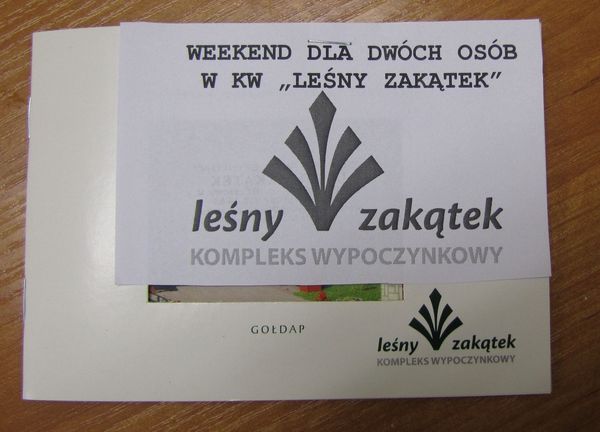 WEEKEND DLA DWÓCH OSÓB
W KW „LEŚNY ZAKĄTEK”
leśny zakątek
KOMPLEKS WYPOCZYNKOWY
GOŁDAP
leśny zakątek
KOMPLEKS WYPOCZYNKOWY